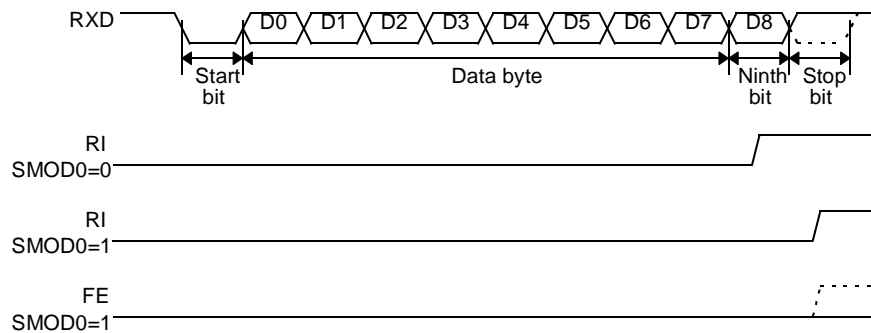 RXD
D0 D1 D2 D3 D4 D5 D6 D7 D8
Start bit
Data byte
Ninth bit
Stop bit
RI
SMOD0=0
RI
SMOD0=1
FE
SMOD0=1